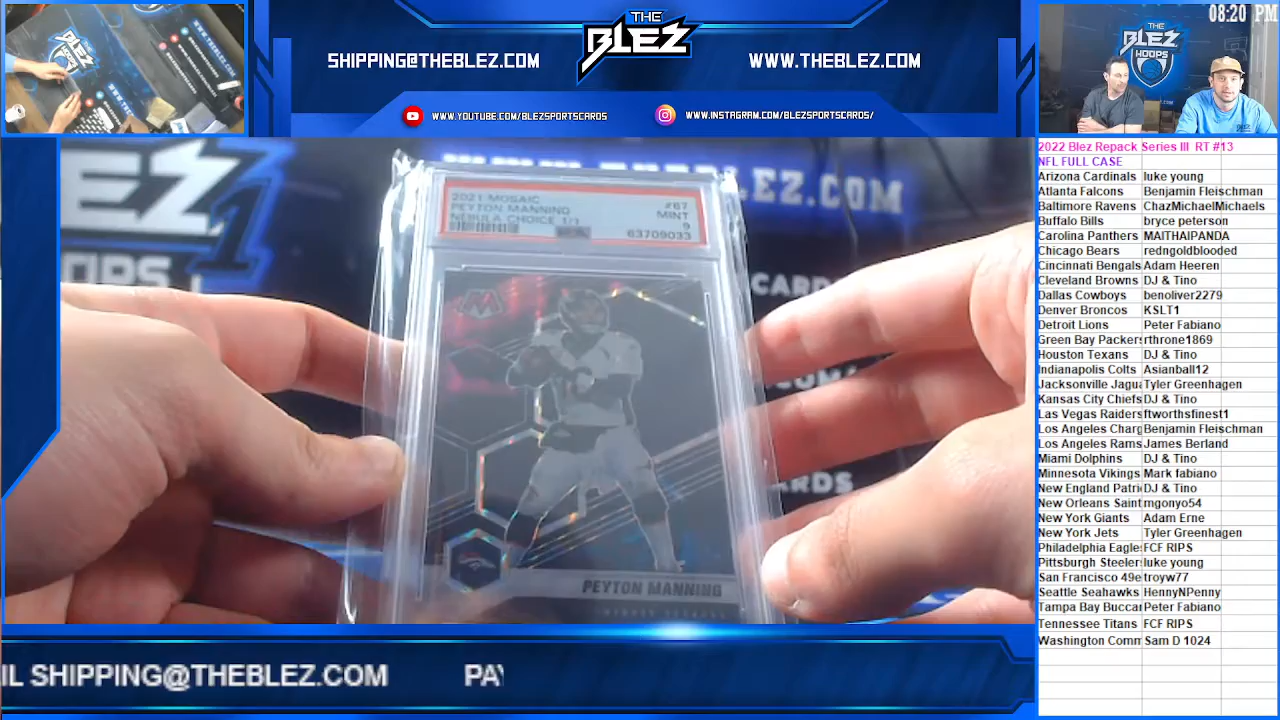 08:20 PM
THE
BLEZ
SHIPPING@THEBLEZ.COM
WWW.THEBLEZ.COM
WWW.YOUTUBE.COM/BLEZSPORTSCARDS
WWW.INSTAGRAM.COM/BLEZSPORTSCARDS/
THE
BLEZ
HOOPS
2022 Blez Repack Series III RT #13
NFL FULL CASE
Arizona Cardinals luke young
Atlanta Falcons Benjamin Fleischman
Baltimore Ravens ChazMichaelMichaels
Buffalo Bills bryce peterson
Carolina Panthers MAITHAIPANDA
Chicago Bears redngoldblooded
Cincinnati Bengals Adam Heeren
Cleveland Browns DJ & Tino
Dallas Cowboys benoliver2279
Denver Broncos KSLT1
Detroit Lions Peter Fabiano
Green Bay Packers rthrone1869
Houston Texans DJ & Tino
Indianapolis Colts Asianball12
Jacksonville Jagua Tyler Greenhagen
Kansas City Chiefs DJ & Tino
Las Vegas Raiders ftworthsfinest1
Los Angeles Charg Benjamin Fleischman
Los Angeles Rams James Berland
Miami Dolphins DJ & Tino
Minnesota Vikings Mark fabiano
New England Patri DJ & Tino
New Orleans Saint mgonyo54
New York Giants Adam Erne
New York Jets Tyler Greenhagen
Philadelphia Eagle FCF RIPS
Pittsburgh Steeler luke young
San Francisco 49e troyw77
Seattle Seahawks HennyNPenny
Tampa Bay Bucca Peter Fabiano
Tennessee Titans FCF RIPS
Washington Comm Sam D 1024
2021 MOSAIC #67
PEYTON MANNING MINT
NEBULA CHOICE 1/1 9
63709033
EZ
OPS
EZ.COM
CARD
COM/
RDS
PEYTON MANNING
IL SHIPPING@THEBLEZ.COM PAY